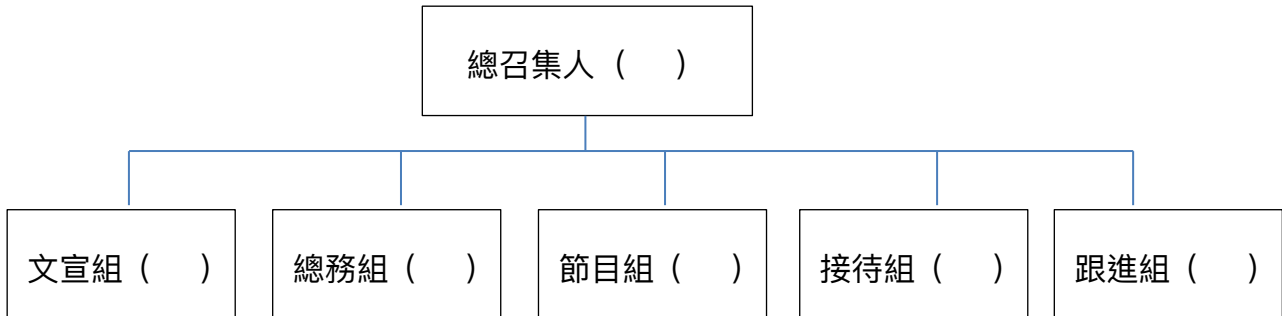 總召集人（　）
文宣組（　）
總務組（　）
節目組（　）
接待組（　）
跟進組（　）